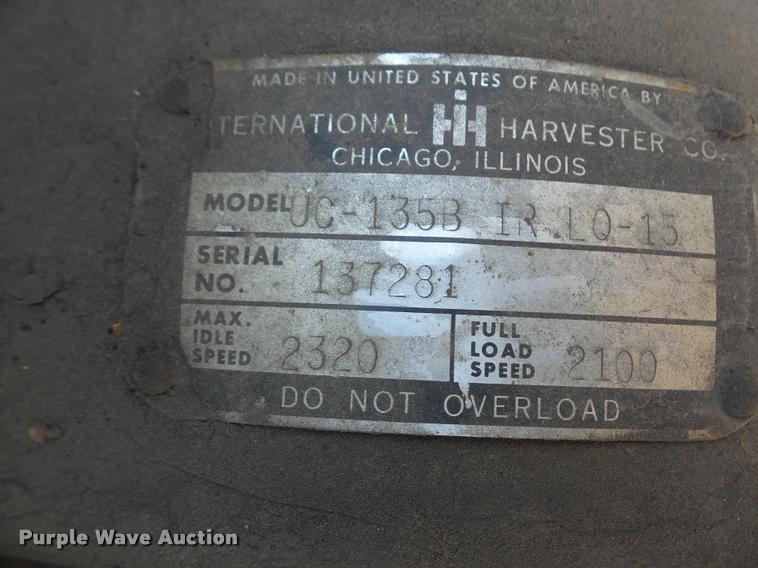 MADE IN UNITED STATES OF AMERICA BY
TERNATIONAL IH HARVESTER CO.
CHICAGO, ILLINOIS
MODEL UC-135B IR LQ-15
SERIAL NO. 137281
MAX. IDLE SPEED 2320
FULL LOAD SPEED 2100
DO NOT OVERLOAD
Purple Wave Auction